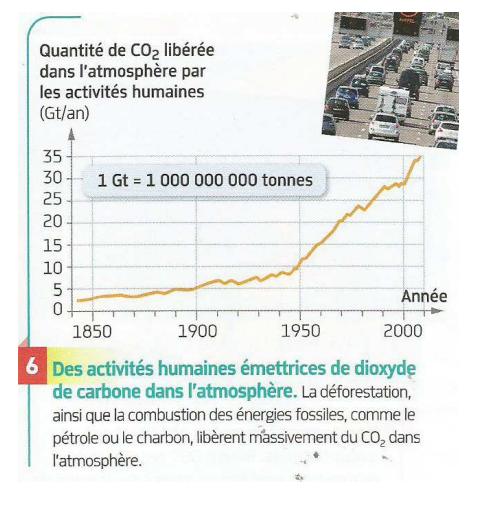 Quantité de CO₂ libérée
dans l'atmosphère par
les activités humaines
(Gt/an)
35
30
25
20
15
10
5
0
1 Gt = 1 000 000 000 tonnes
Année
1850
1900
1950
2000
6 Des activités humaines émettrices de dioxyde
de carbone dans l'atmosphère. La déforestation,
ainsi que la combustion des énergies fossiles, comme le
pétrole ou le charbon, libèrent massivement du CO₂ dans
l'atmosphère.